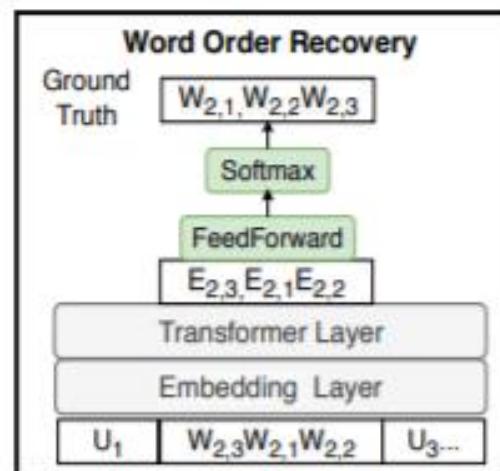 Word Order Recovery
Ground
Truth
W2,1,W2,2W2,3
Softmax
FeedForward
E2,3,E2,1E2,2
Transformer Layer
Embedding Layer
U1 W2,3W2,1W2,2 U3...